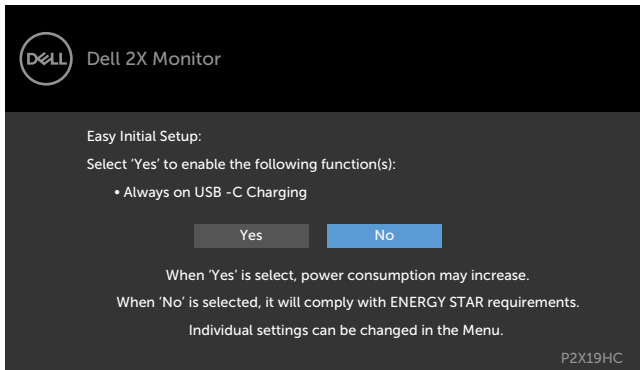 DELL
Dell 2X Monitor
Easy Initial Setup:
Select ‘Yes’ to enable the following function(s):
• Always on USB -C Charging
Yes
No
When ‘Yes’ is select, power consumption may increase.
When ‘No’ is selected, it will comply with ENERGY STAR requirements.
Individual settings can be changed in the Menu.
P2X19HC